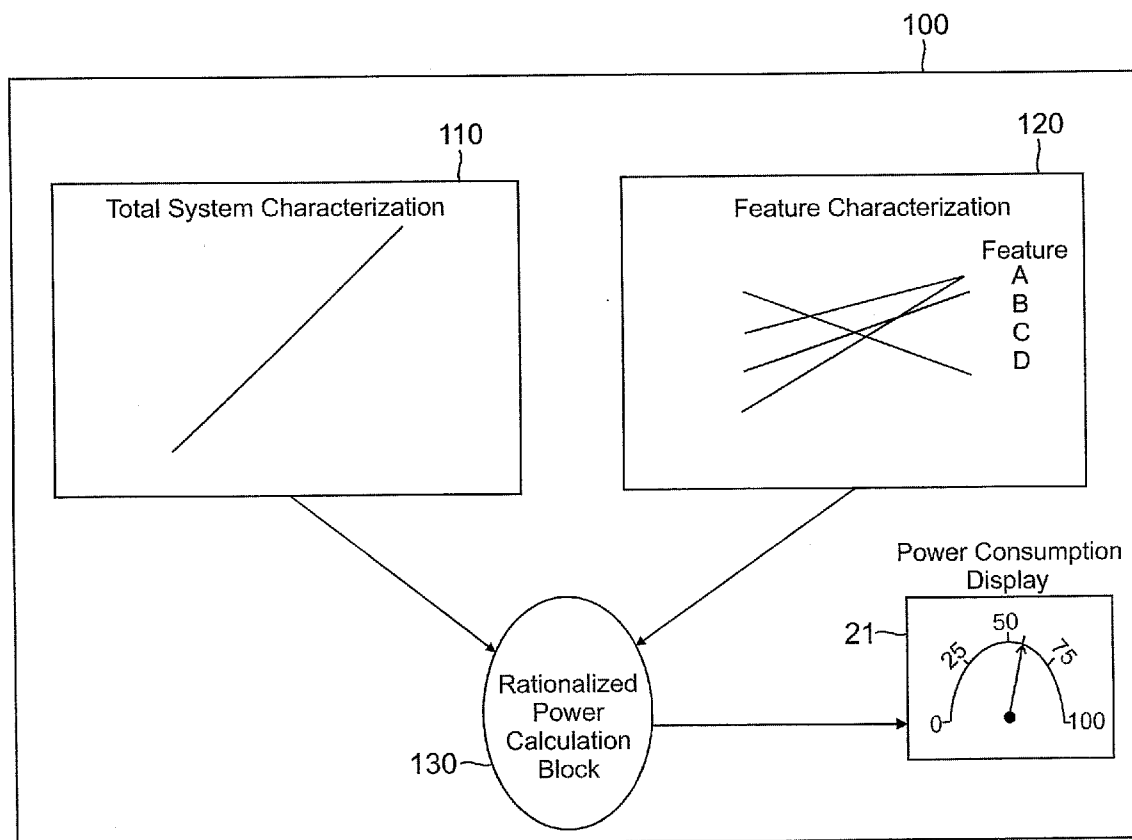 100
110
120
Total System Characterization
Feature Characterization
Feature
A
B
C
D
Power Consumption
Display
21
0
25
50
75
100
Rationalized
Power
Calculation
Block
130